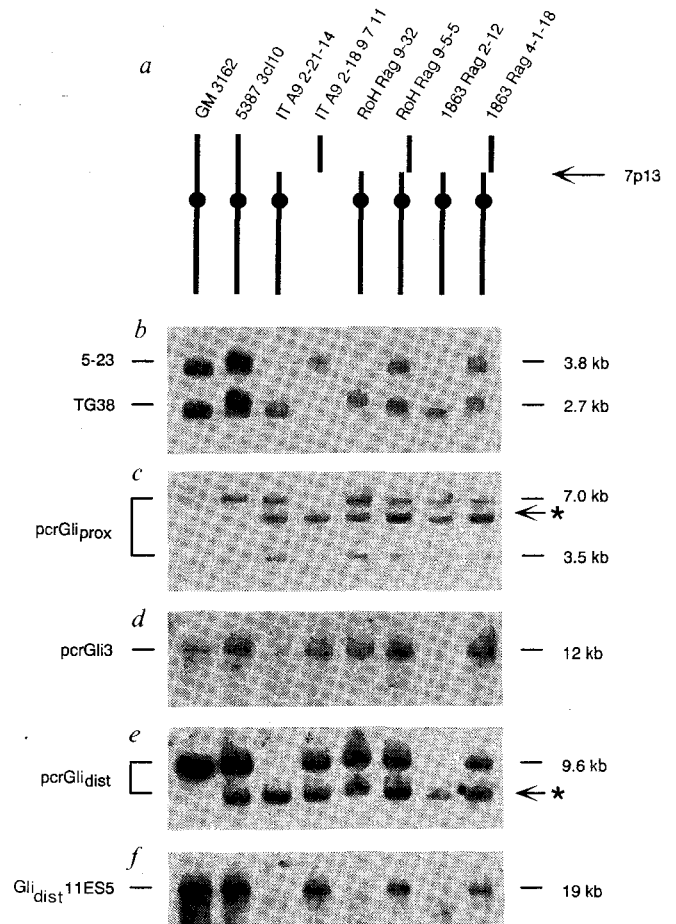 a
GM 3162
5387 3cl10
IT A9 2-21-14
IT A9 2-18 9 7 11
RoH Rag 9-32
RoH Rag 9-5-5
1863 Rag 2-12
1863 Rag 4-1-18
7p13
b
5-23
3.8 kb
TG38
2.7 kb
c
7.0 kb
*
pcrGliprox
3.5 kb
d
pcrGli3
12 kb
e
9.6 kb
pcrGlidist
*
f
Glidist11ES5
19 kb